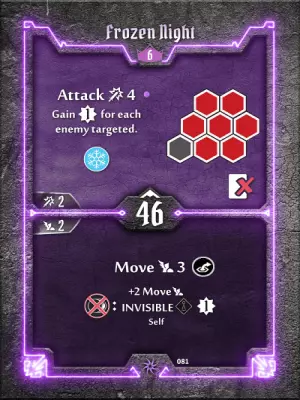 Frozen Night
6
Attack 4
Gain 1 for each
enemy targeted.
2
46
2
Move 3
+2 Move
: INVISIBLE 1
Self
081